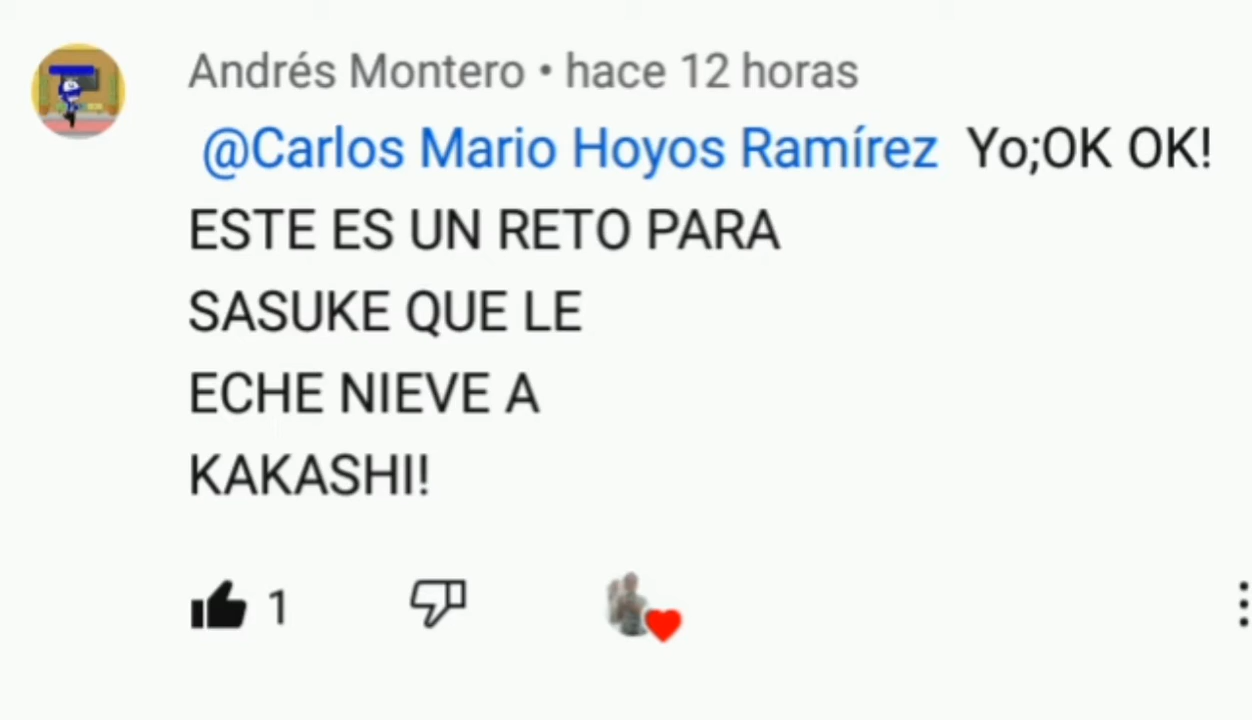 Andrés Montero • hace 12 horas
@Carlos Mario Hoyos Ramírez Yo;OK OK!
ESTE ES UN RETO PARA
SASUKE QUE LE
ECHE NIEVE A
KAKASHI!
1